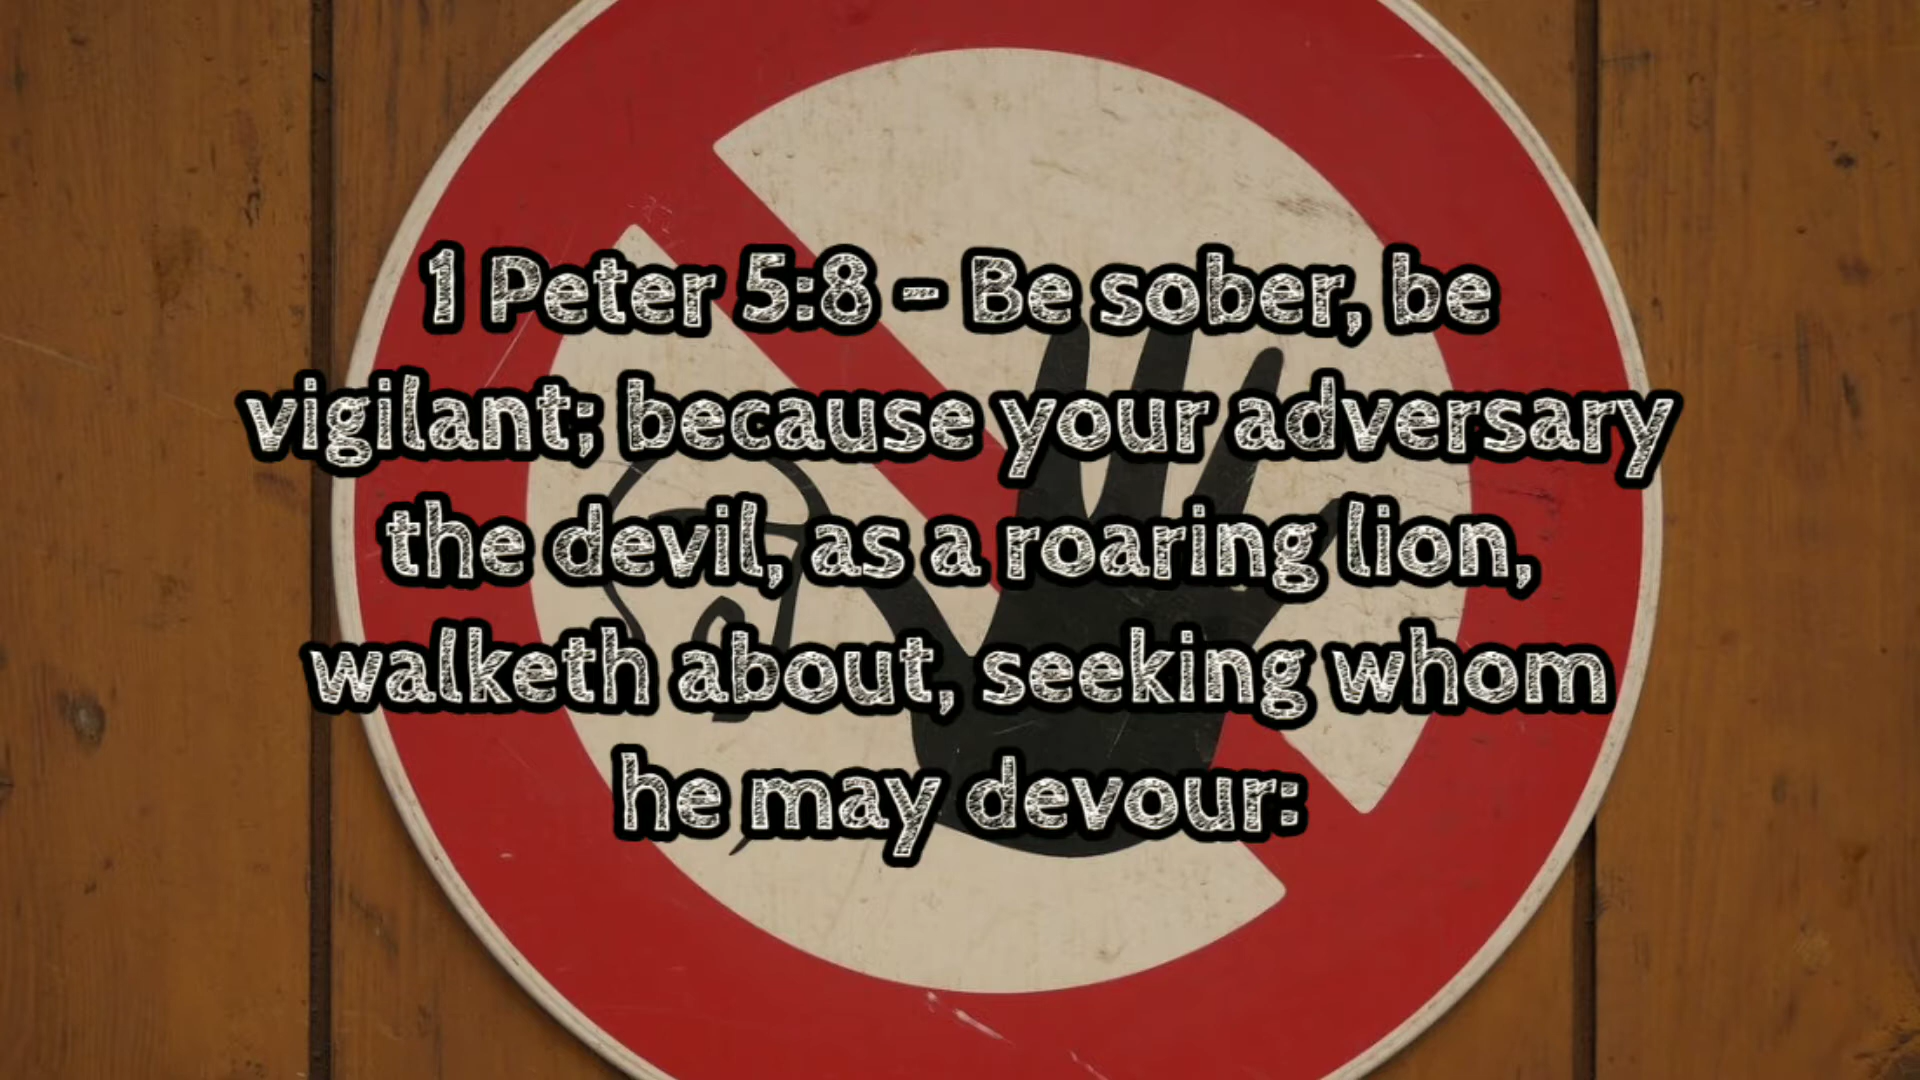 1 Peter 5:8 - Be sober, be
vigilant; because your adversary
the devil, as a roaring lion,
walketh about, seeking whom
he may devour: